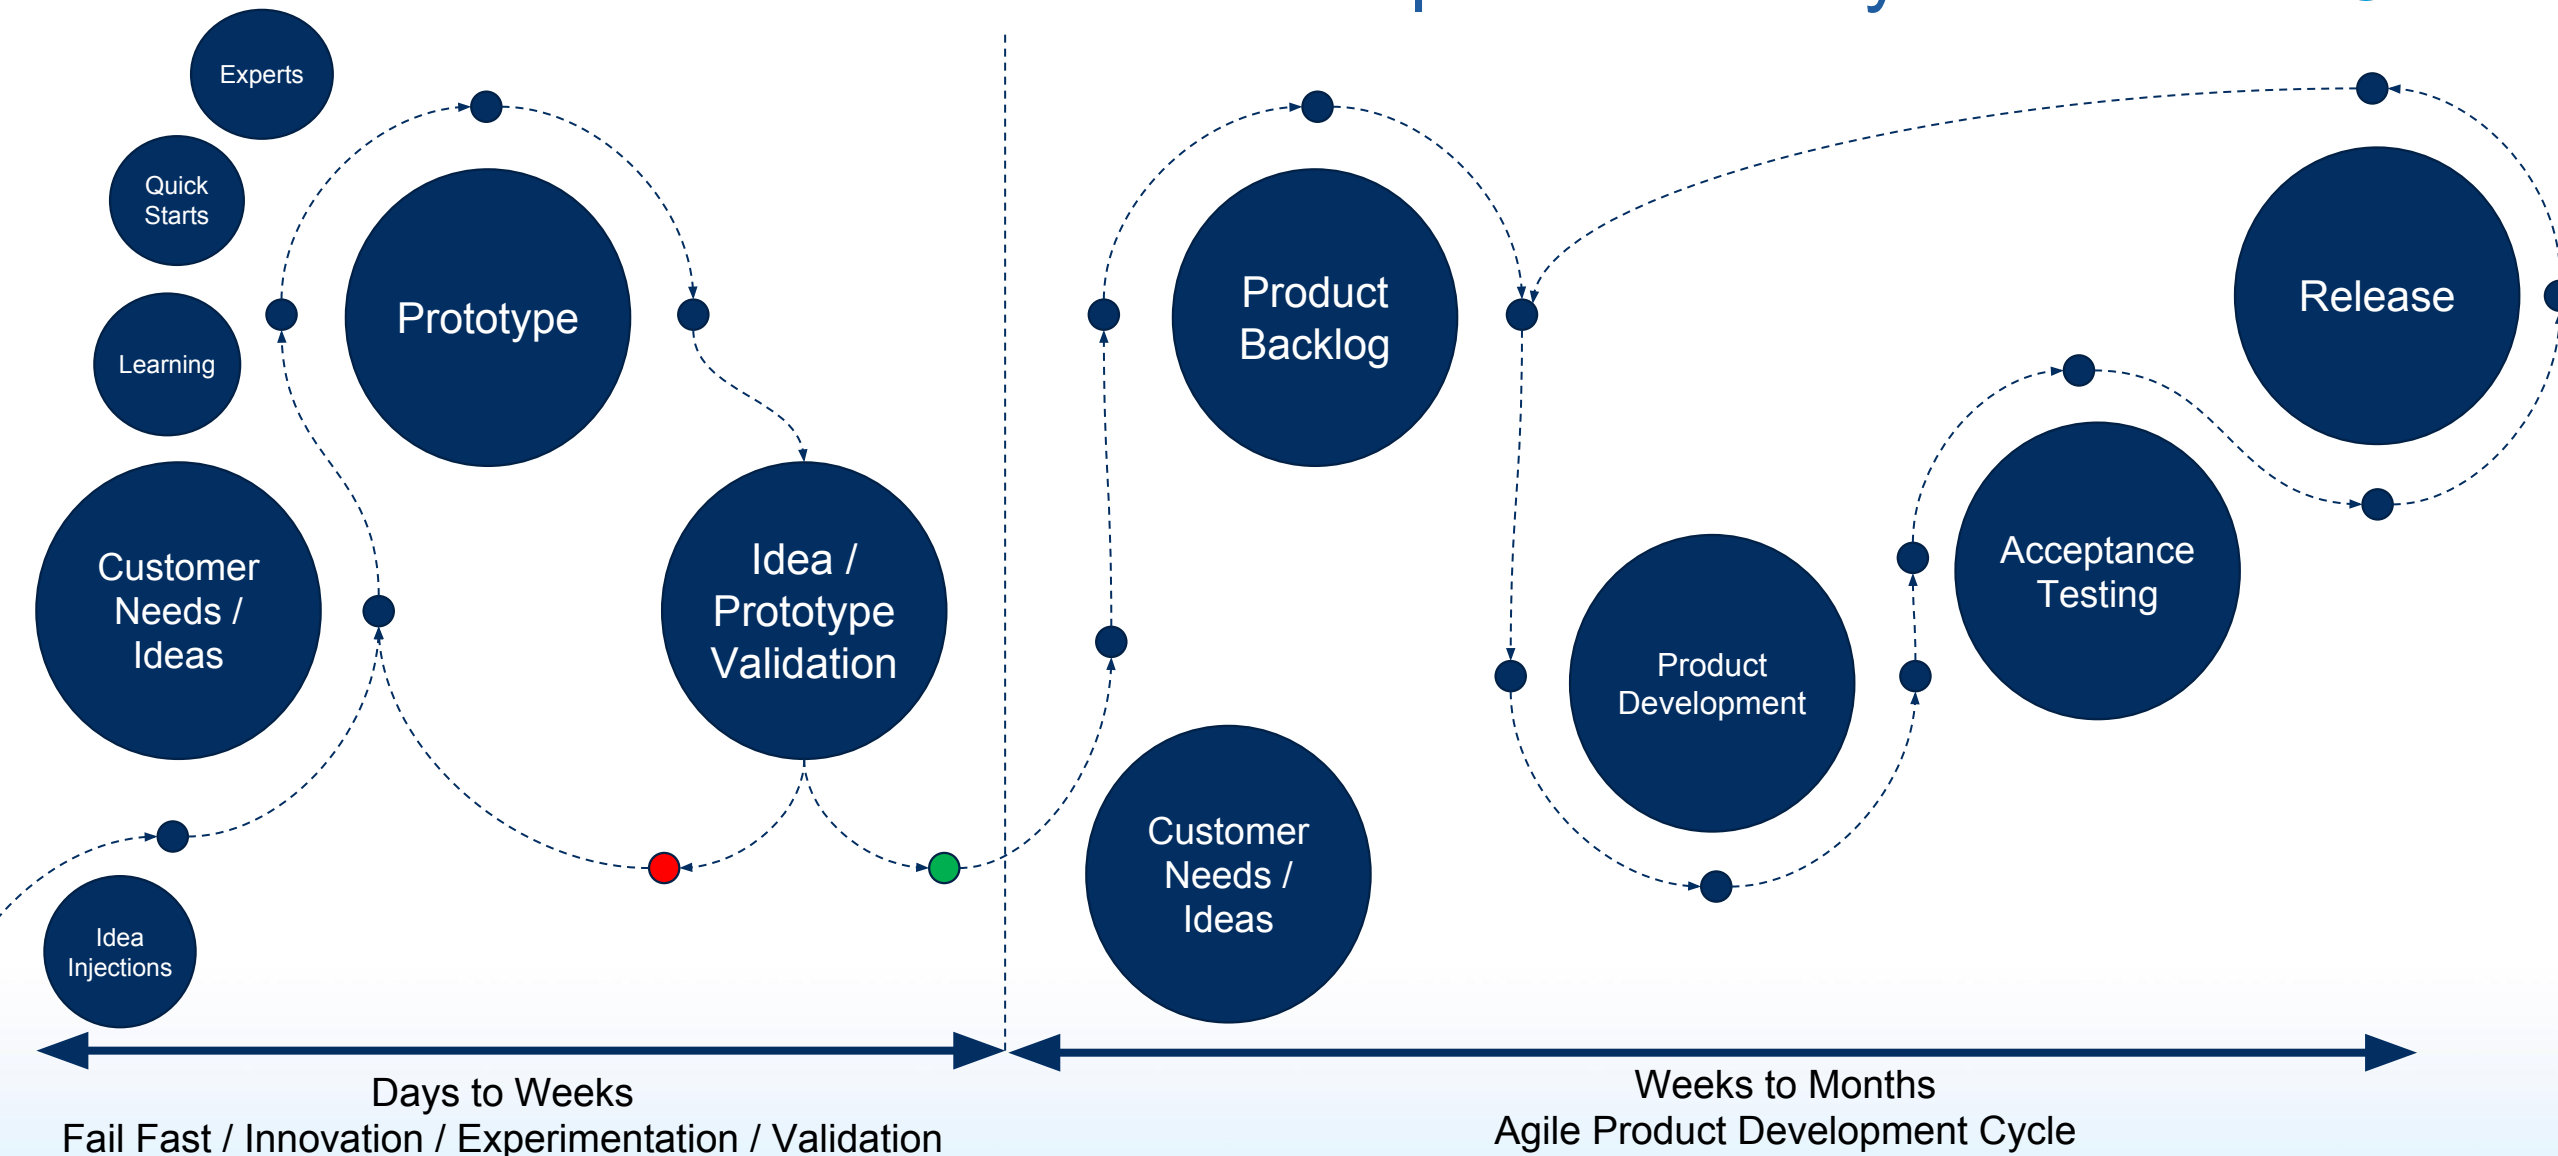 Experts
Quick
Starts
Learning
Customer
Needs /
Ideas
Idea
Injections
Prototype
Idea /
Prototype
Validation
Product
Backlog
Customer
Needs /
Ideas
Product
Development
Acceptance
Testing
Release
Days to Weeks
Fail Fast / Innovation / Experimentation / Validation
Weeks to Months
Agile Product Development Cycle